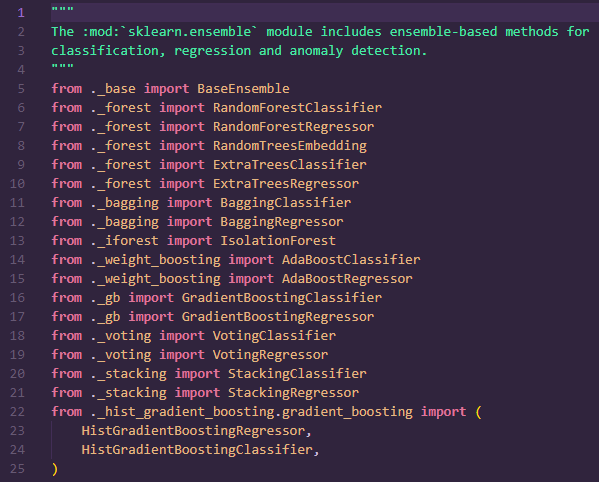 1 """
2 The :mod:`sklearn.ensemble` module includes ensemble-based methods for
3 classification, regression and anomaly detection.
4 """
5 from ._base import BaseEnsemble
6 from ._forest import RandomForestClassifier
7 from ._forest import RandomForestRegressor
8 from ._forest import RandomTreesEmbedding
9 from ._forest import ExtraTreesClassifier
10 from ._forest import ExtraTreesRegressor
11 from ._bagging import BaggingClassifier
12 from ._bagging import BaggingRegressor
13 from ._iforest import IsolationForest
14 from ._weight_boosting import AdaBoostClassifier
15 from ._weight_boosting import AdaBoostRegressor
16 from ._gb import GradientBoostingClassifier
17 from ._gb import GradientBoostingRegressor
18 from ._voting import VotingClassifier
19 from ._voting import VotingRegressor
20 from ._stacking import StackingClassifier
21 from ._stacking import StackingRegressor
22 from ._hist_gradient_boosting.gradient_boosting import (
23     HistGradientBoostingRegressor,
24     HistGradientBoostingClassifier,
25 )